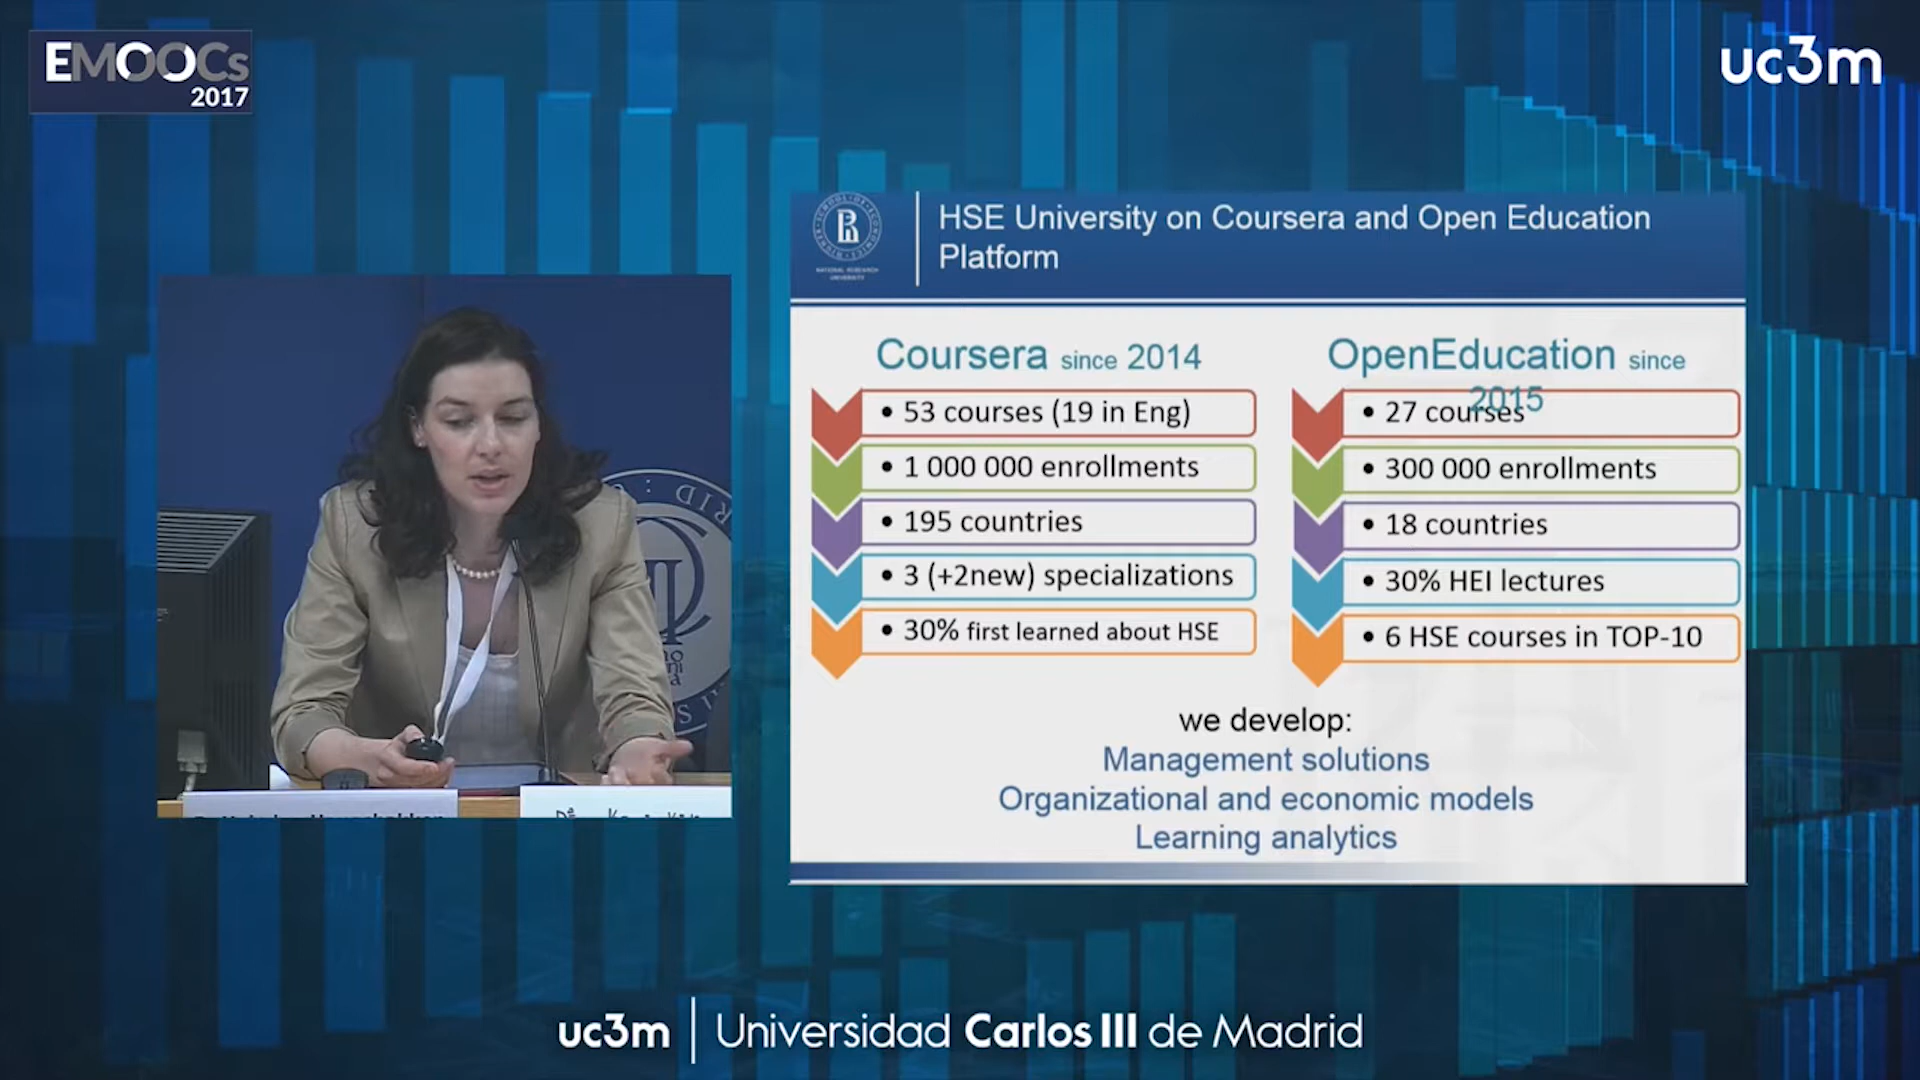 EMOOCs
2017
uc3m
HSE University on Coursera and Open Education
Platform
NATIONAL RESEARCH
UNIVERSITY
Coursera since 2014
• 53 courses (19 in Eng)
• 1 000 000 enrollments
• 195 countries
• 3 (+2new) specializations
• 30% first learned about HSE
OpenEducation since
2015
• 27 courses
• 300 000 enrollments
• 18 countries
• 30% HEI lectures
• 6 HSE courses in TOP-10
we develop:
Management solutions
Organizational and economic models
Learning analytics
uc3m | Universidad Carlos III de Madrid